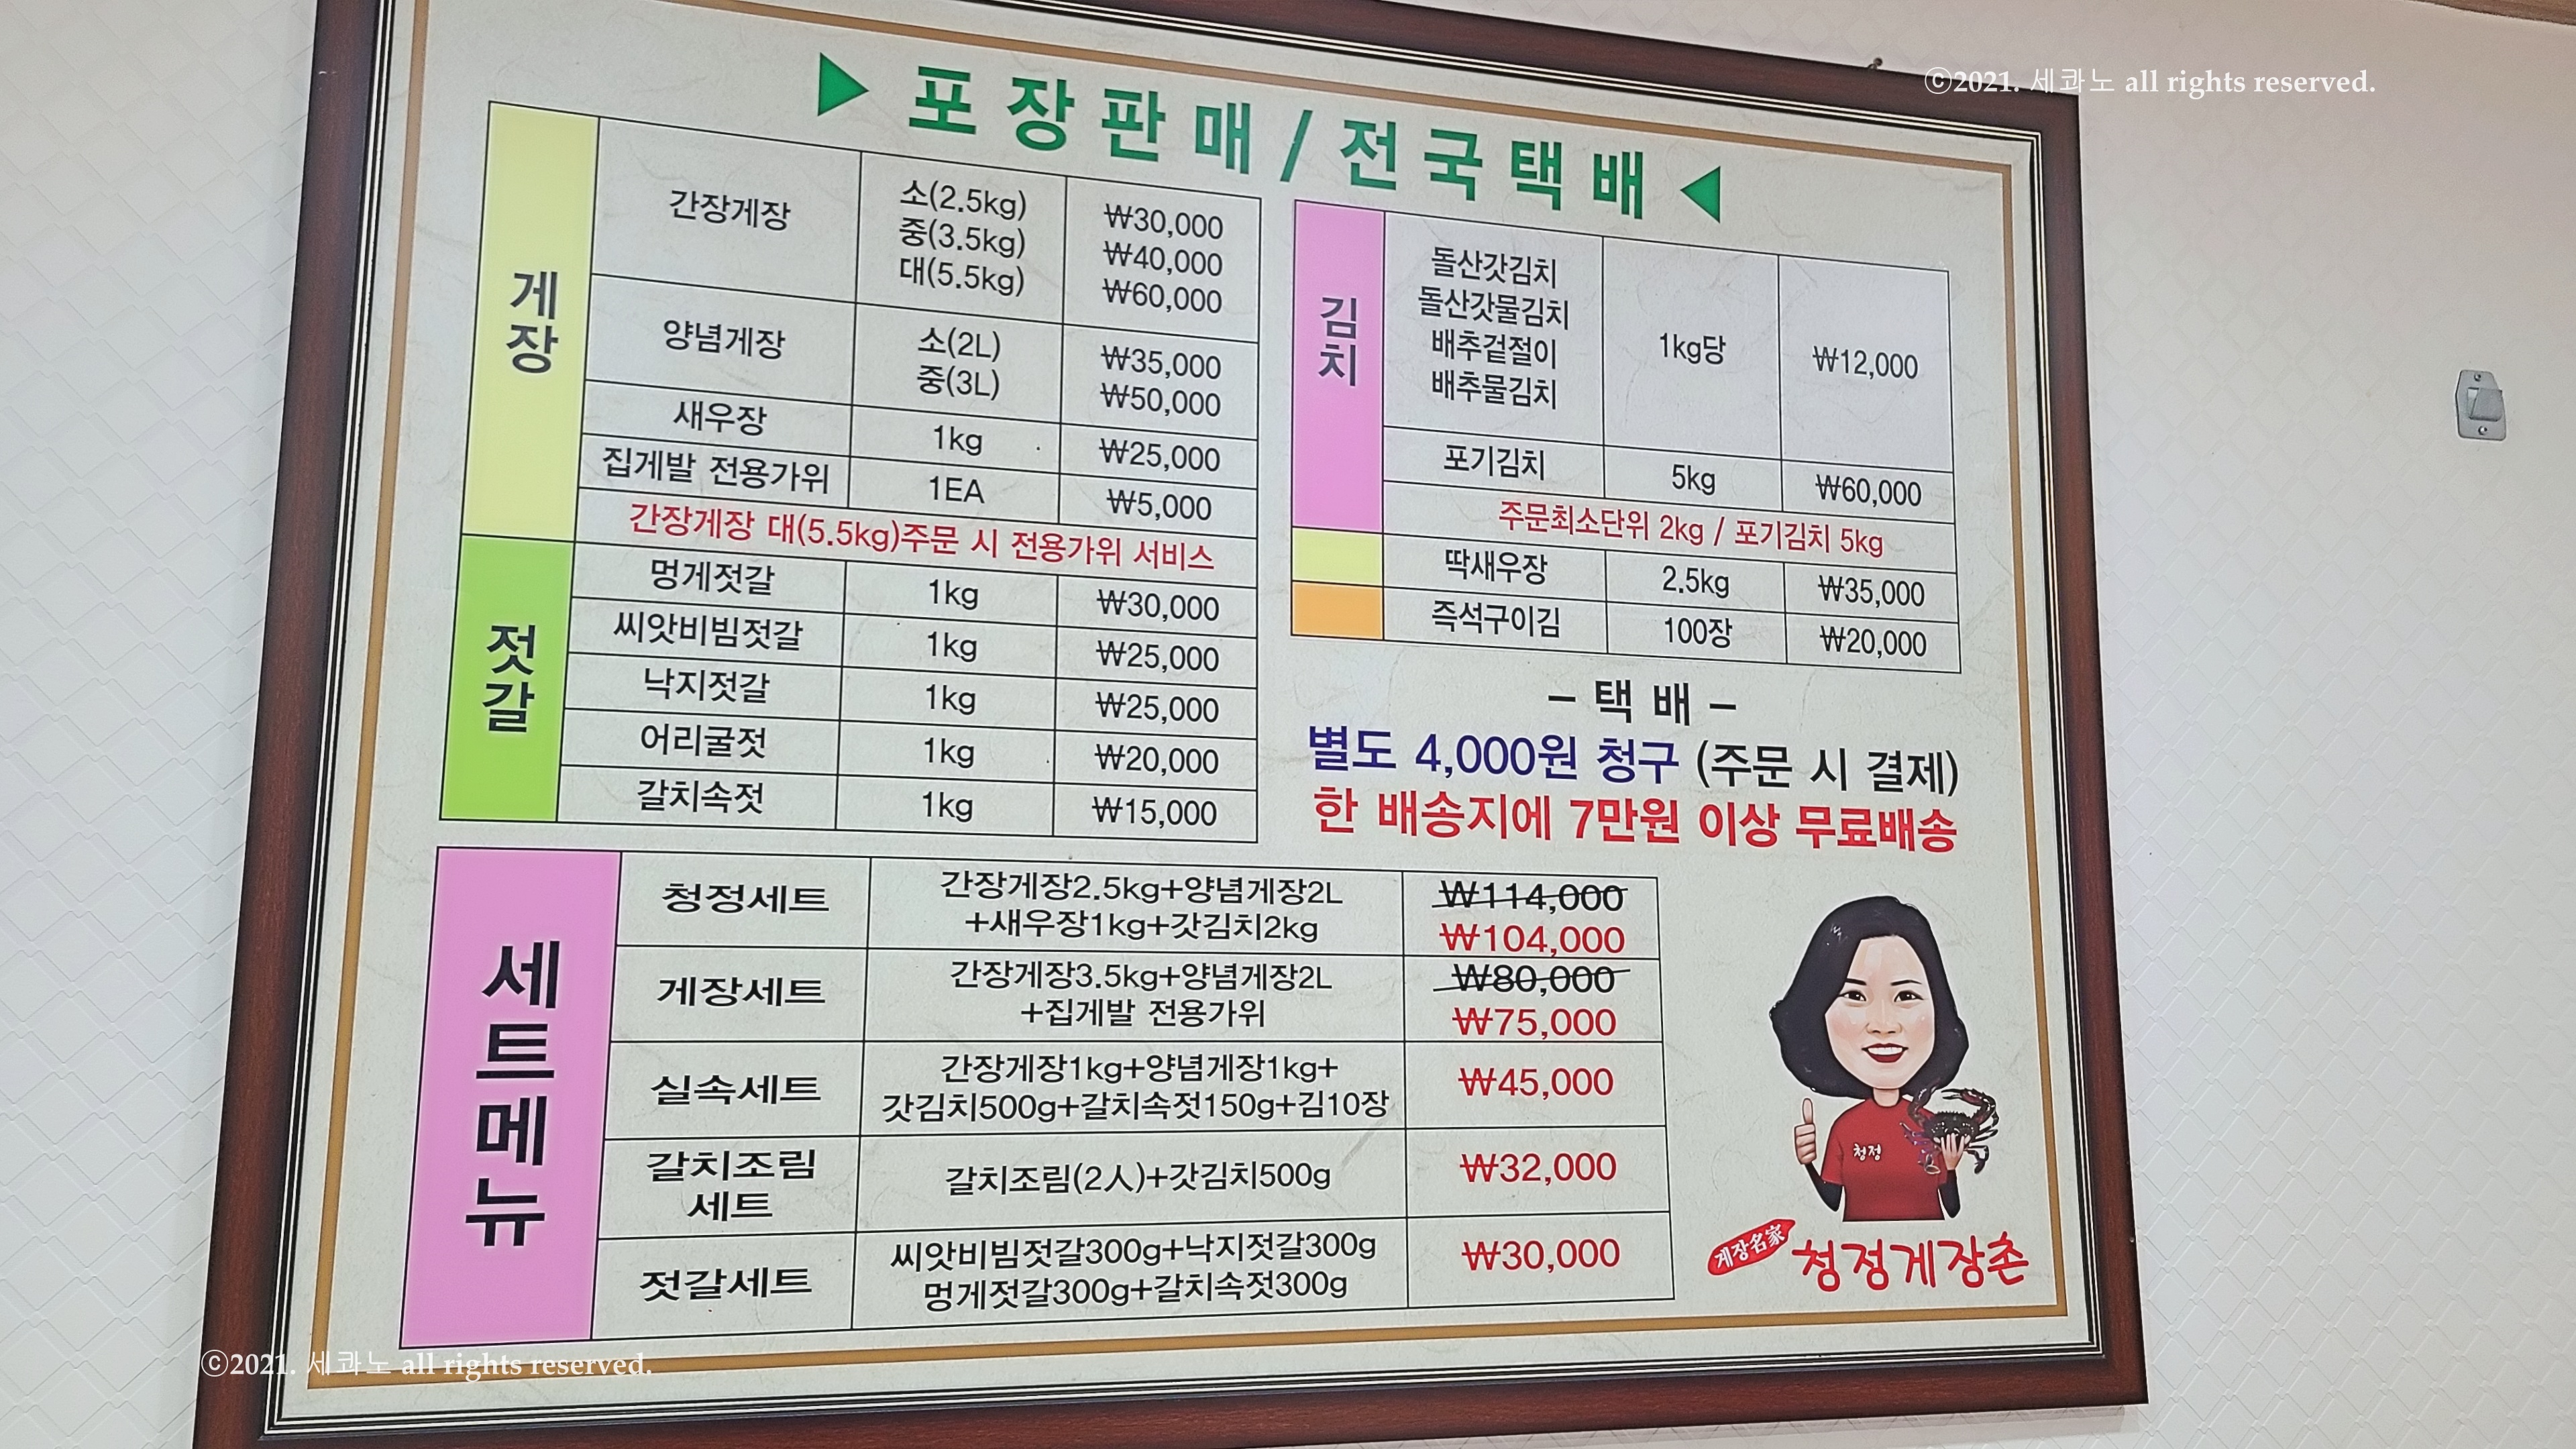 ⓒ2021. 세콰노 all rights reserved.
▶ 포장판매/전국택배 ◀
게장
간장게장 소(2.5kg) ₩30,000
중(3.5kg) ₩40,000
대(5.5kg) ₩60,000
양념게장 소(2L) ₩35,000
중(3L) ₩50,000
새우장 1kg ₩25,000
집게발 전용가위 1EA ₩5,000
간장게장 대(5.5kg)주문 시 전용가위 서비스
젓갈
멍게젓갈 1kg ₩30,000
씨앗비빔젓갈 1kg ₩25,000
낙지젓갈 1kg ₩25,000
어리굴젓 1kg ₩20,000
갈치속젓 1kg ₩15,000
김치
돌산갓김치
돌산갓물김치
배추겉절이
배추물김치
1kg당 ₩12,000
포기김치 5kg ₩60,000
주문최소단위 2kg / 포기김치 5kg
딱새우장 2.5kg ₩35,000
즉석구이김 100장 ₩20,000
– 택 배 –
별도 4,000원 청구 (주문 시 결제)
한 배송지에 7만원 이상 무료배송
세트메뉴
청정세트
간장게장2.5kg+양념게장2L
+새우장1kg+갓김치2kg
₩114,000
₩104,000
게장세트
간장게장3.5kg+양념게장2L
+집게발 전용가위
₩80,000
₩75,000
실속세트
간장게장1kg+양념게장1kg+
갓김치500g+갈치속젓150g+김10장
₩45,000
갈치조림
세트
갈치조림(2人)+갓김치500g
₩32,000
젓갈세트
씨앗비빔젓갈300g+낙지젓갈300g
멍게젓갈300g+갈치속젓300g
₩30,000
청정
게장名家 청정게장촌
ⓒ2021. 세콰노 all rights reserved.